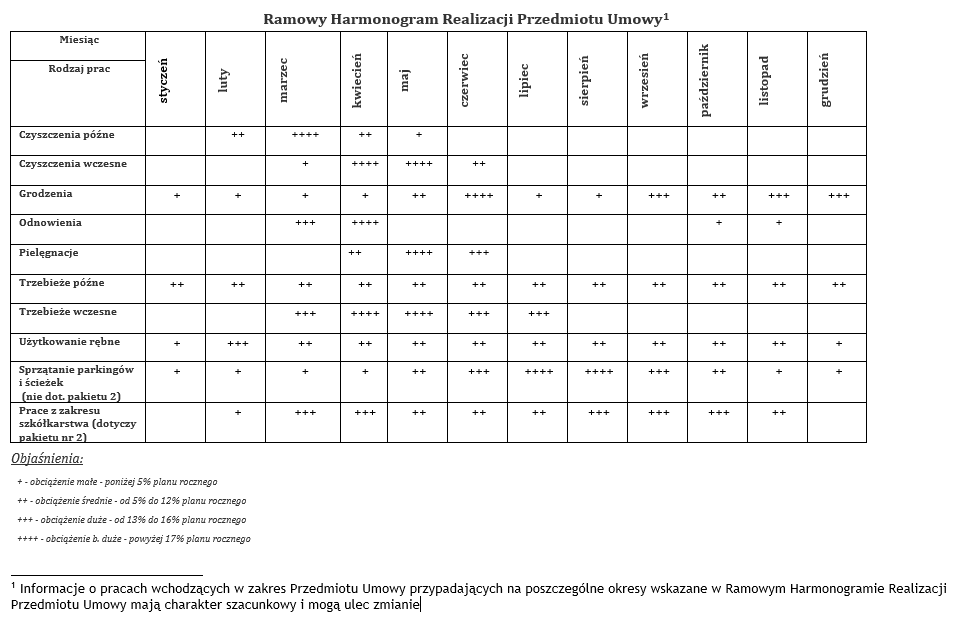 Ramowy Harmonogram Realizacji Przedmiotu Umowy¹
Miesiąc
Rodzaj prac
styczeń luty marzec kwiecień maj czerwiec lipiec sierpień wrzesień październik listopad grudzień
Czyszczenia późne ++ ++++ ++ +
Czyszczenia wczesne + ++++ ++++ ++
Grodzenia + + + + ++ ++++ + + +++ ++ +++ +++
Odnowienia +++ ++++ + +
Pielęgnacje ++ ++++ +++
Trzebieże późne ++ ++ ++ ++ ++ ++ ++ ++ ++ ++ ++ ++
Trzebieże wczesne +++ ++++ ++++ +++ +++
Użytkowanie rębne + +++ ++ ++ ++ ++ ++ ++ ++ ++ ++ +
Sprzątanie parkingów + + + + ++ +++ ++++ ++++ +++ ++ + +
i ścieżek
(nie dot. pakietu 2)
Prace z zakresu + +++ +++ ++ ++ ++ +++ +++ +++ ++
szkółkarstwa (dotyczy
pakietu nr 2)
Objaśnienia:
+ - obciążenie małe - poniżej 5% planu rocznego
++ - obciążenie średnie - od 5% do 12% planu rocznego
+++ - obciążenie duże - od 13% do 16% planu rocznego
++++ - obciążenie b. duże - powyżej 17% planu rocznego
¹ Informacje o pracach wchodzących w zakres Przedmiotu Umowy przypadających na poszczególne okresy wskazane w Ramowym Harmonogramie Realizacji
Przedmiotu Umowy mają charakter szacunkowy i mogą ulec zmianie